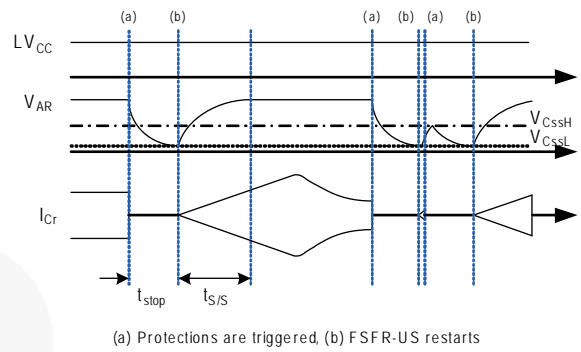 (a) (b) (a) (b) (a) (b)
LVCC
VAR
VCssH
VCssL
ICr
tstop tS/S
(a) Protections are triggered, (b) FSFR-US restarts